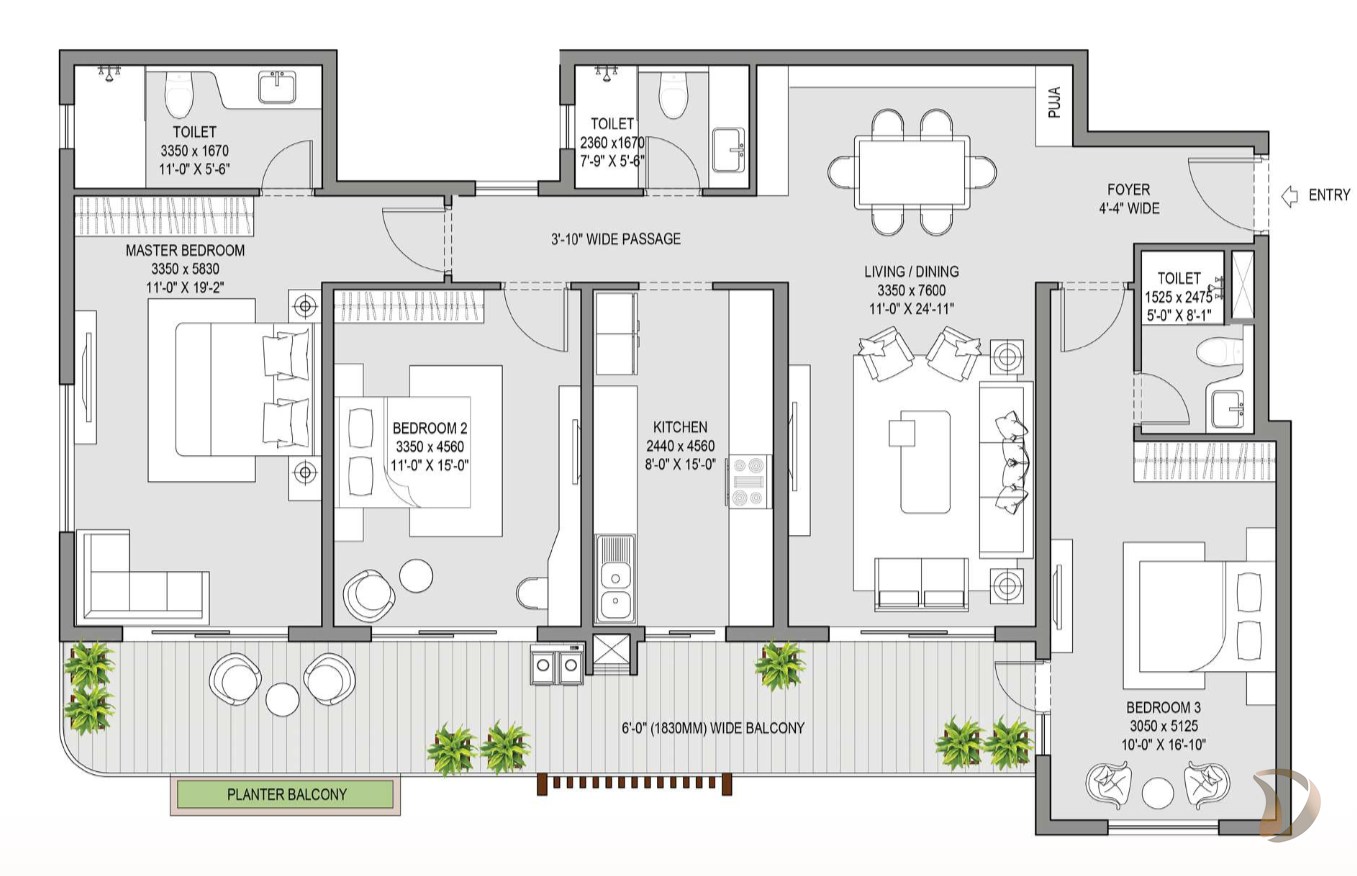 TOILET
3350 x 1670
11'-0" X 5'-6"
TOILET
2360 x1670
7'-9" X 5'-6"
PUJA
FOYER
4'-4" WIDE
ENTRY
MASTER BEDROOM
3350 x 5830
11'-0" X 19'-2"
3'-10" WIDE PASSAGE
LIVING / DINING
3350 x 7600
11'-0" X 24'-11"
TOILET
1525 x 2475
5'-0" X 8'-1"
BEDROOM 2
3350 x 4560
11'-0" X 15'-0"
KITCHEN
2440 x 4560
8'-0" X 15'-0"
BEDROOM 3
3050 x 5125
10'-0" X 16'-10"
6'-0" (1830MM) WIDE BALCONY
PLANTER BALCONY